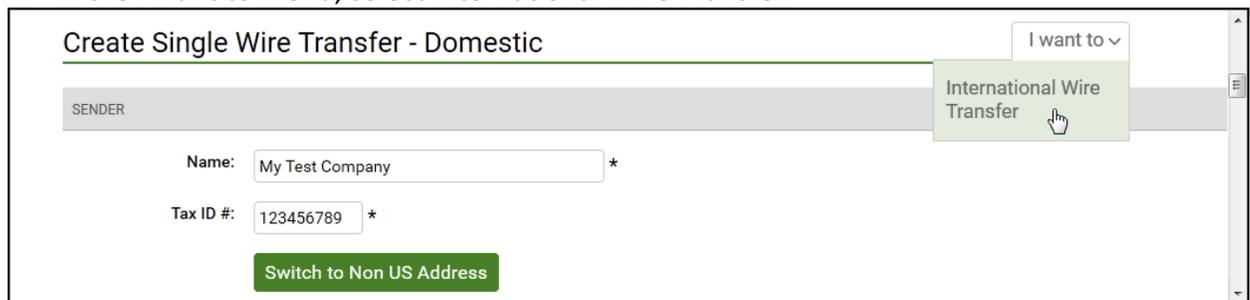 Create Single Wire Transfer - Domestic
I want to
International Wire
Transfer
SENDER
Name: My Test Company *
Tax ID #: 123456789 *
Switch to Non US Address